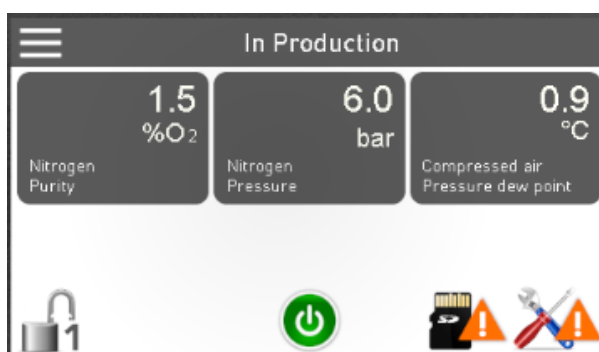 In Production
1.5
%O₂
Nitrogen
Purity
6.0
bar
Nitrogen
Pressure
0.9
°C
Compressed air
Pressure dew point
1
SD